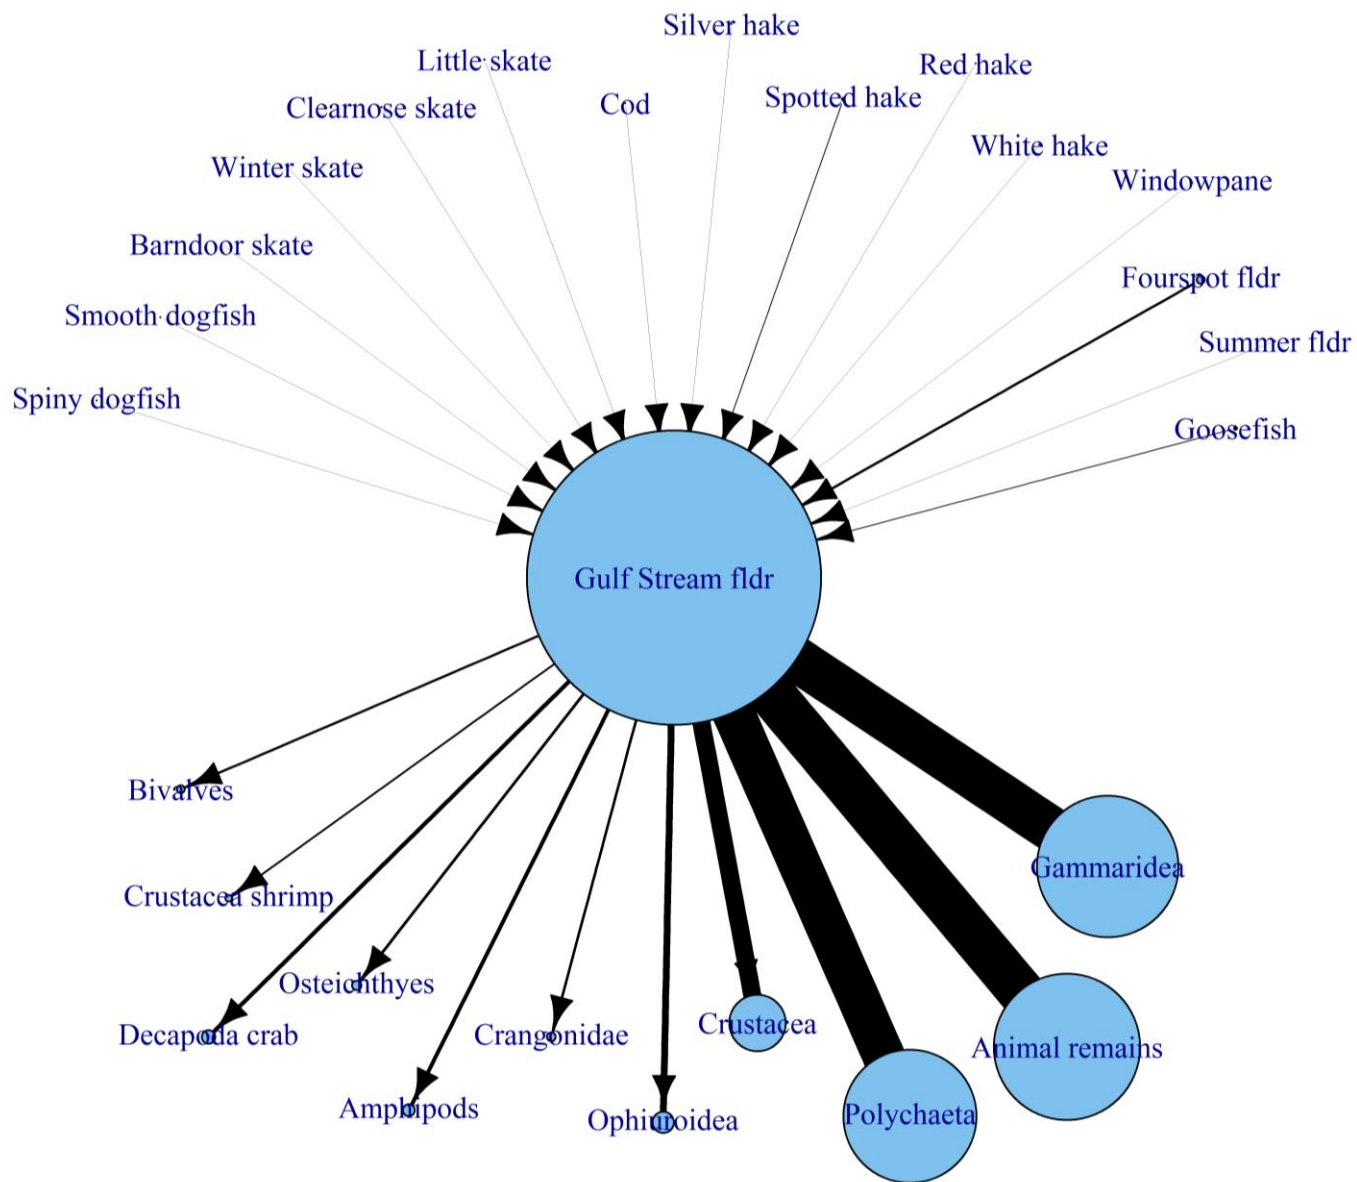 Silver hake
Little skate
Red hake
Clearnose skate
Cod
Spotted hake
Winter skate
White hake
Windowpane
Barndoor skate
Fourspot fldr
Smooth dogfish
Summer fldr
Spiny dogfish
Goosefish
Gulf Stream fldr
Bivalves
Gammaridea
Crustacea shrimp
Osteichthyes
Crustacea
Decapoda crab
Crangonidae
Animal remains
Amphipods
Ophiuroidea
Polychaeta